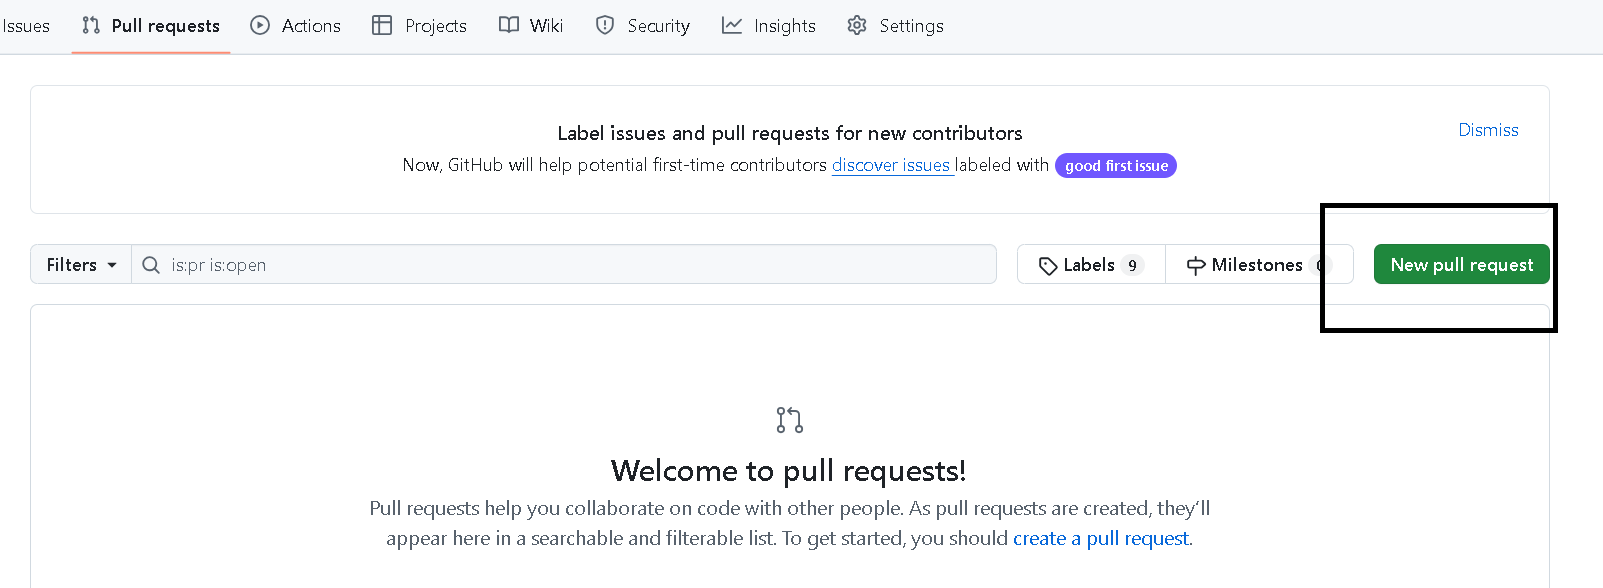 Issues Pull requests Actions Projects Wiki Security Insights Settings
Label issues and pull requests for new contributors
Dismiss
Now, GitHub will help potential first-time contributors discover issues labeled with good first issue
Filters is:pr is:open Labels 9 Milestones New pull request
Welcome to pull requests!
Pull requests help you collaborate on code with other people. As pull requests are created, they’ll
appear here in a searchable and filterable list. To get started, you should create a pull request.